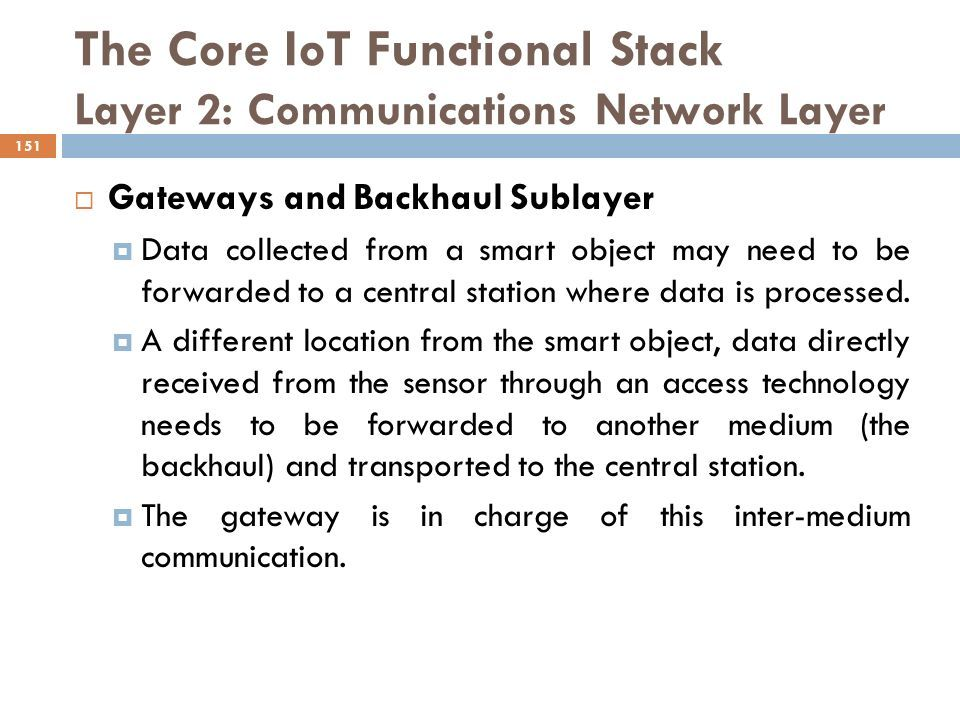 The Core IoT Functional Stack
Layer 2: Communications Network Layer
151
Gateways and Backhaul Sublayer
Data collected from a smart object may need to be
forwarded to a central station where data is processed.
A different location from the smart object, data directly
received from the sensor through an access technology
needs to be forwarded to another medium (the
backhaul) and transported to the central station.
The gateway is in charge of this inter-medium
communication.